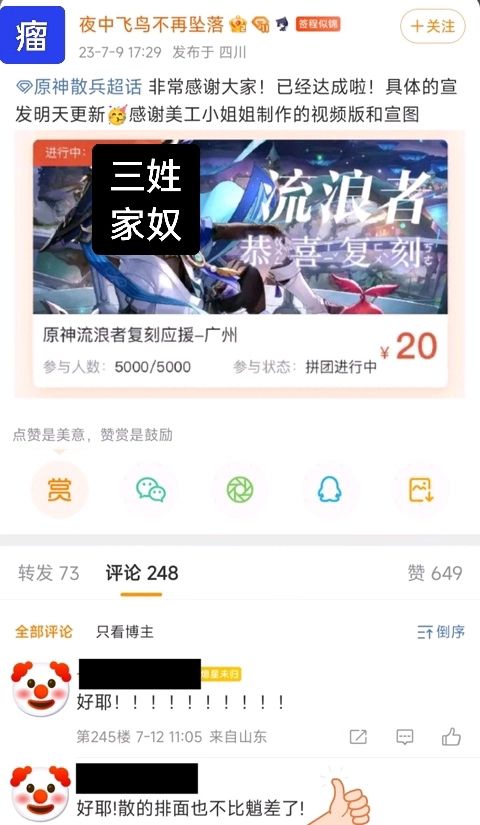 瘤
夜中飞鸟不再坠落
答程似锦
+关注
23-7-9 17:29 发布于 四川
原神散兵超话 非常感谢大家！已经达成啦！具体的宣
发明天更新🥳感谢美工小姐姐制作的视频版和宣图
进行中:
三姓
家奴
流浪者
恭喜复刻
原神流浪者复刻应援–广州
¥20
参与人数：5000/5000
参与状态：拼团进行中
点赞是美意，赞赏是鼓励
赏
转发 73
评论 248
赞 649
全部评论
只看博主
倒序
星未归
好耶！！！！！！！！！！
第245楼 7-12 11:05 来自山东
好耶!散的排面也不比魈差了!